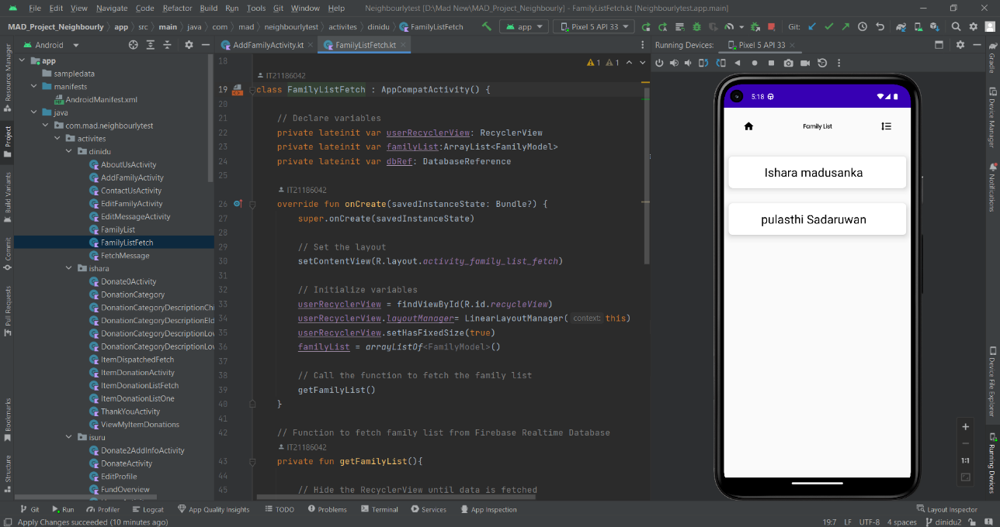 File Edit View Navigate Code Refactor Build Run Tools Git Window Help Neighbourlytest [D:\Mad New\MAD_Project_Neighbourly] - FamilyListFetch.kt [Neighbourlytest.app.main]
MAD_Project_Neighbourly app src main java com mad neighbourlytest activites dinidu FamilyListFetch app Pixel 5 API 33 Git:
Android
AddFamilyActivity.kt FamilyListFetch.kt
Running Devices: Pixel 5 API 33
Resource Manager
Project
Build Variants
Commit
Pull Requests
Bookmarks
Structure
app
sampledata
manifests
AndroidManifest.xml
java
com.mad.neighbourlytest
activites
dinidu
AboutUsActivity
AddFamilyActivity
ContactUsActivity
EditFamilyActivity
EditMessageActivity
FamilyList
FamilyListFetch
FetchMessage
ishara
Donate0Activity
DonationCategory
DonationCategoryDescriptionChi
DonationCategoryDescriptionEld
DonationCategoryDescriptionLov
DonationCategoryDescriptionLov
ItemDispatchedFetch
ItemDonationActivity
ItemDonationListFetch
ItemDonationListOne
ThankYouActivity
ViewMyItemDonations
isuru
Donate2AddInfoActivity
DonateActivity
EditProfile
FundOverview
18 1 1
IT21186042
19 class FamilyListFetch : AppCompatActivity() {
20
21 // Declare variables
22 private lateinit var userRecyclerView: RecyclerView
23 private lateinit var familyList:ArrayList<FamilyModel>
24 private lateinit var dbRef: DatabaseReference
25
IT21186042
26 override fun onCreate(savedInstanceState: Bundle?) {
27 super.onCreate(savedInstanceState)
28
29 // Set the layout
30 setContentView(R.layout.activity_family_list_fetch)
31
32 // Initialize variables
33 userRecyclerView = findViewById(R.id.recycleView)
34 userRecyclerView.layoutManager= LinearLayoutManager( context: this)
35 userRecyclerView.setHasFixedSize(true)
36 familyList = arrayListOf<FamilyModel>()
37
38 // Call the function to fetch the family list
39 getFamilyList()
40 }
41
42 // Function to fetch family list from Firebase Realtime Database
IT21186042
43 private fun getFamilyList(){
44
45 // Hide the RecyclerView until data is fetched
5:18
Family List
Ishara madusanka
pulasthi Sadaruwan
1:1
Gradle
Device Manager
Notifications
Device File Explorer
Running Devices
Git Run Profiler Logcat App Quality Insights TODO Problems Terminal Services App Inspection Layout Inspector
Apply Changes succeeded (10 minutes ago) 19:7 LF UTF-8 4 spaces dinidu2